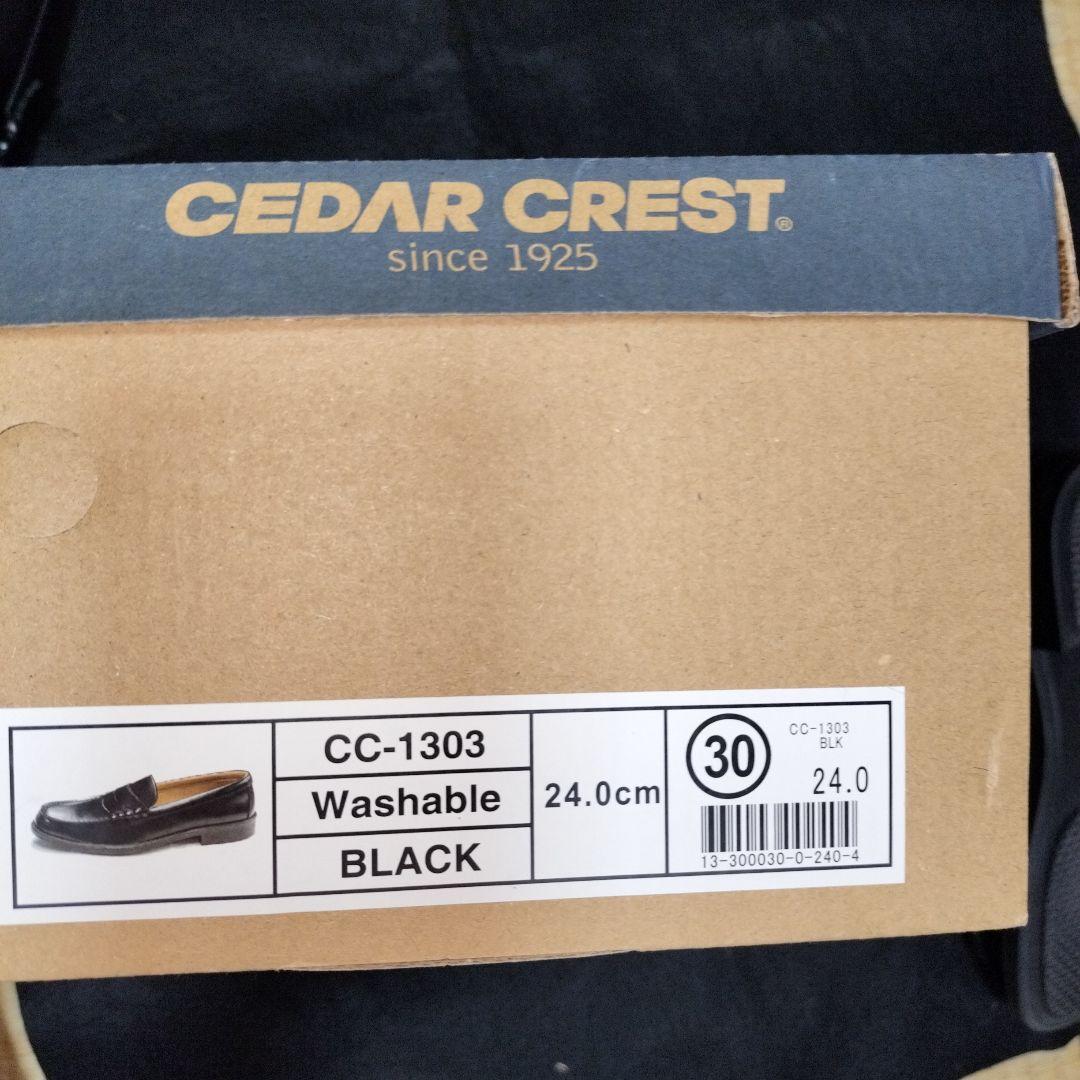 CEDAR CREST®
since 1925
CC-1303
Washable
BLACK
24.0cm
30
CC-1303
BLK
24.0
13-300030-0-240-4